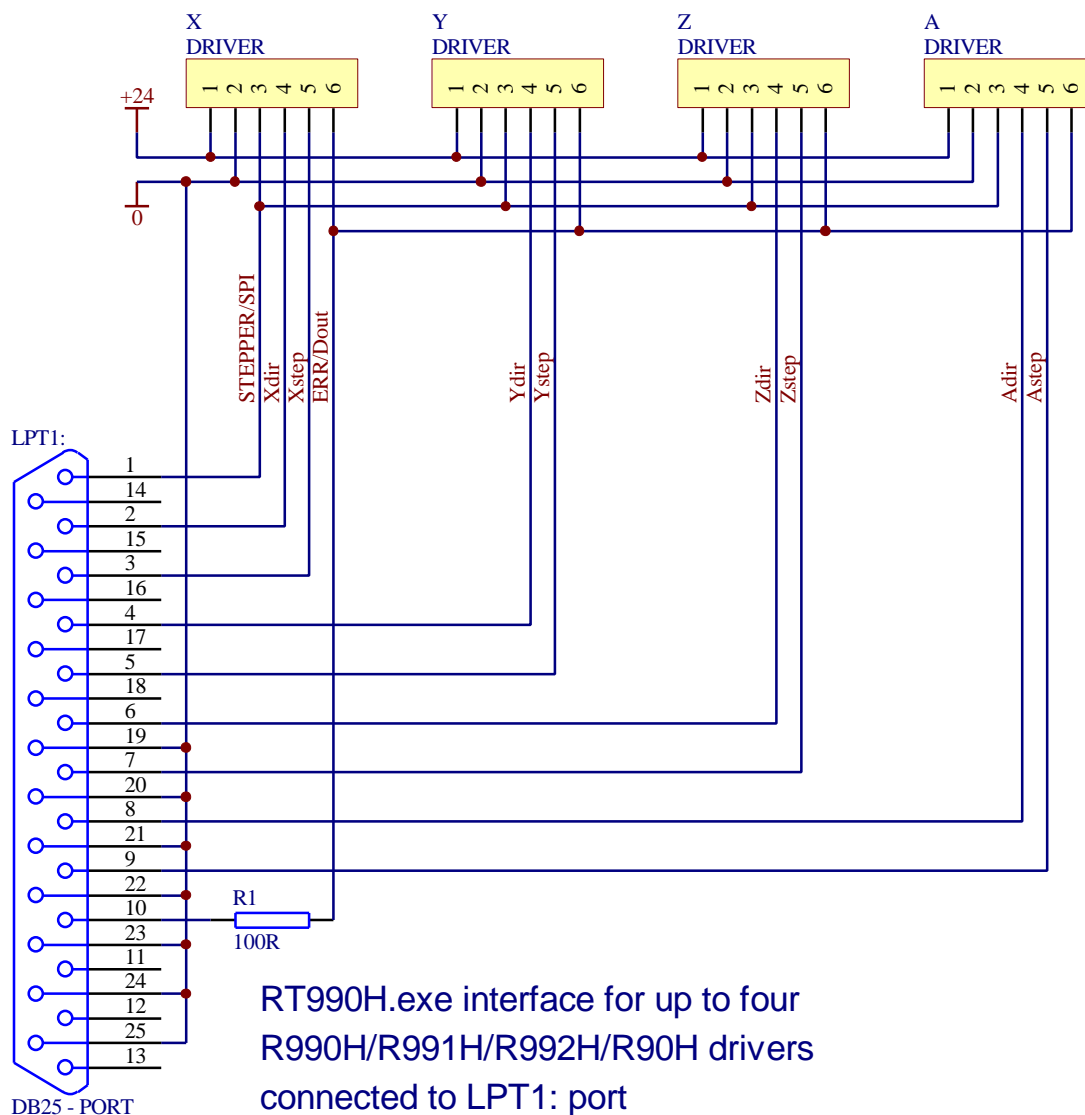 X
DRIVER
Y
DRIVER
Z
DRIVER
A
DRIVER
1 2 3 4 5 6
1 2 3 4 5 6
1 2 3 4 5 6
1 2 3 4 5 6
+24
0
STEPPER/SPI
Xdir
Xstep
ERR/Dout
Ydir
Ystep
Zdir
Zstep
Adir
Astep
LPT1:
1
14
2
15
3
16
4
17
5
18
6
19
7
20
8
21
9
22
10
23
11
24
12
25
13
R1
100R
DB25 - PORT
RT990H.exe interface for up to four
R990H/R991H/R992H/R90H drivers
connected to LPT1: port